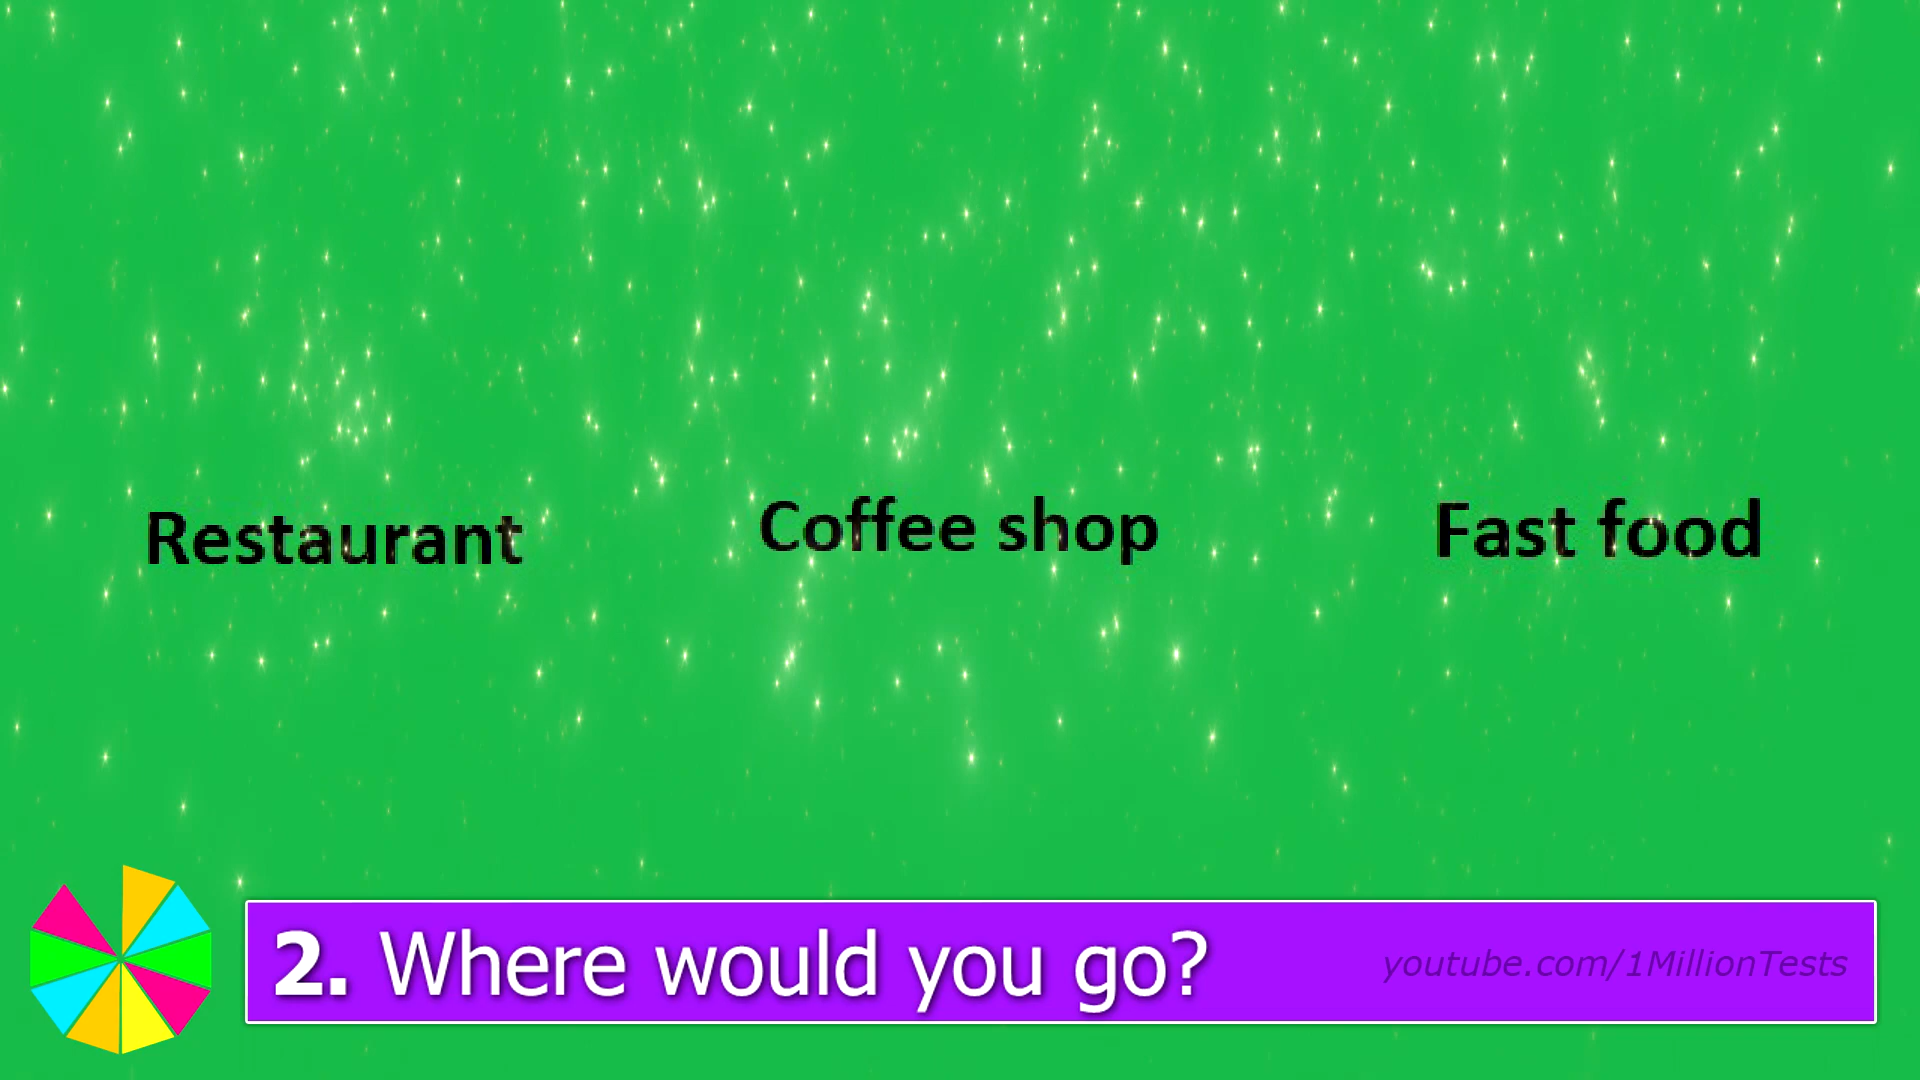 Restaurant
Coffee shop
Fast food
2. Where would you go?
youtube.com/1MillionTests